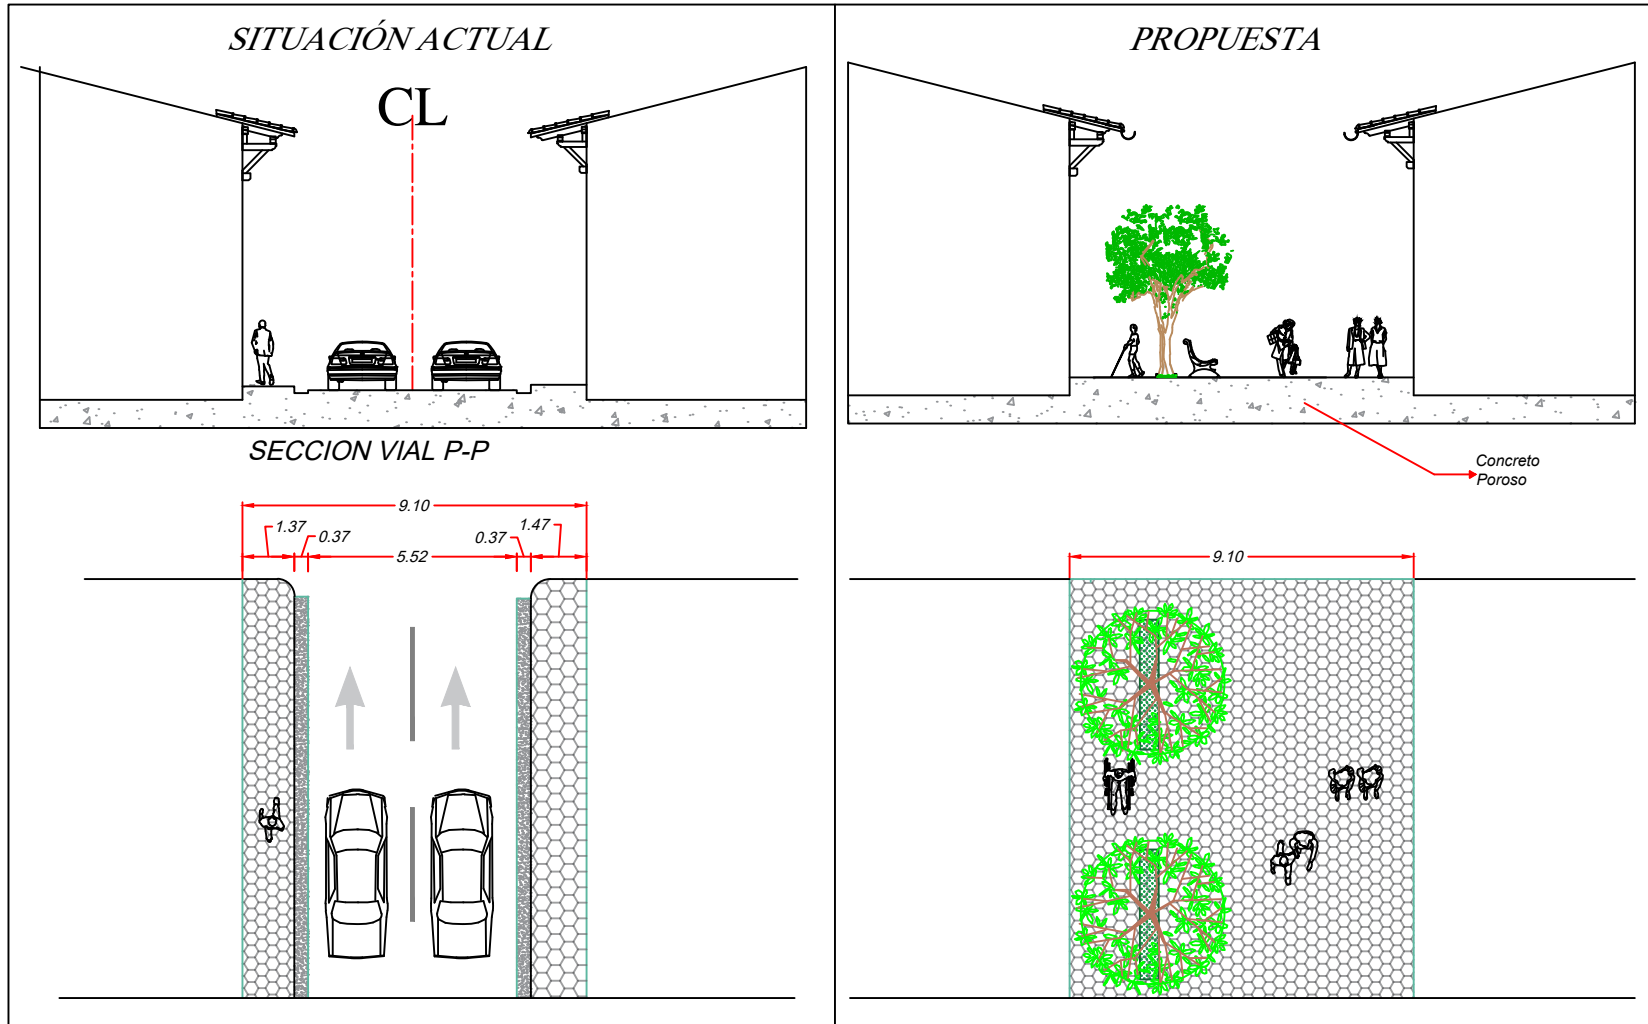 SITUACIÓN ACTUAL
CL
SECCION VIAL P-P
9.10
1.37
0.37
5.52
0.37
1.47
PROPUESTA
Concreto
Poroso
9.10